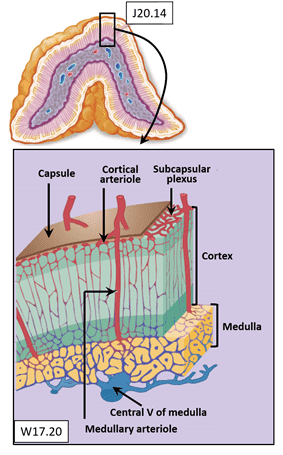 J20.14
Capsule
Cortical
arteriole
Subcapsular
plexus
Cortex
Medulla
Central V of medulla
Medullary arteriole
W17.20